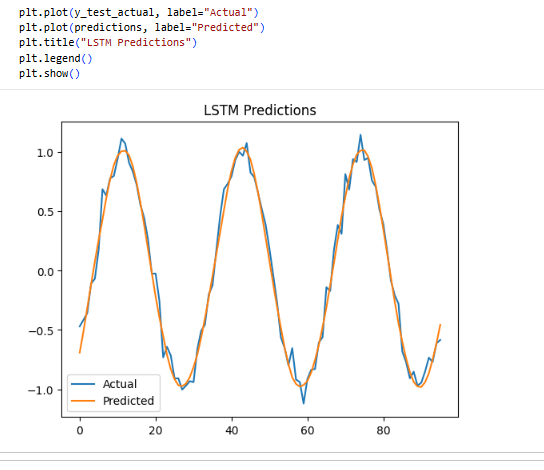 plt.plot(y_test_actual, label="Actual")
plt.plot(predictions, label="Predicted")
plt.title("LSTM Predictions")
plt.legend()
plt.show()
LSTM Predictions
1.0
0.5
0.0
−0.5
−1.0
Actual
Predicted
0 20 40 60 80